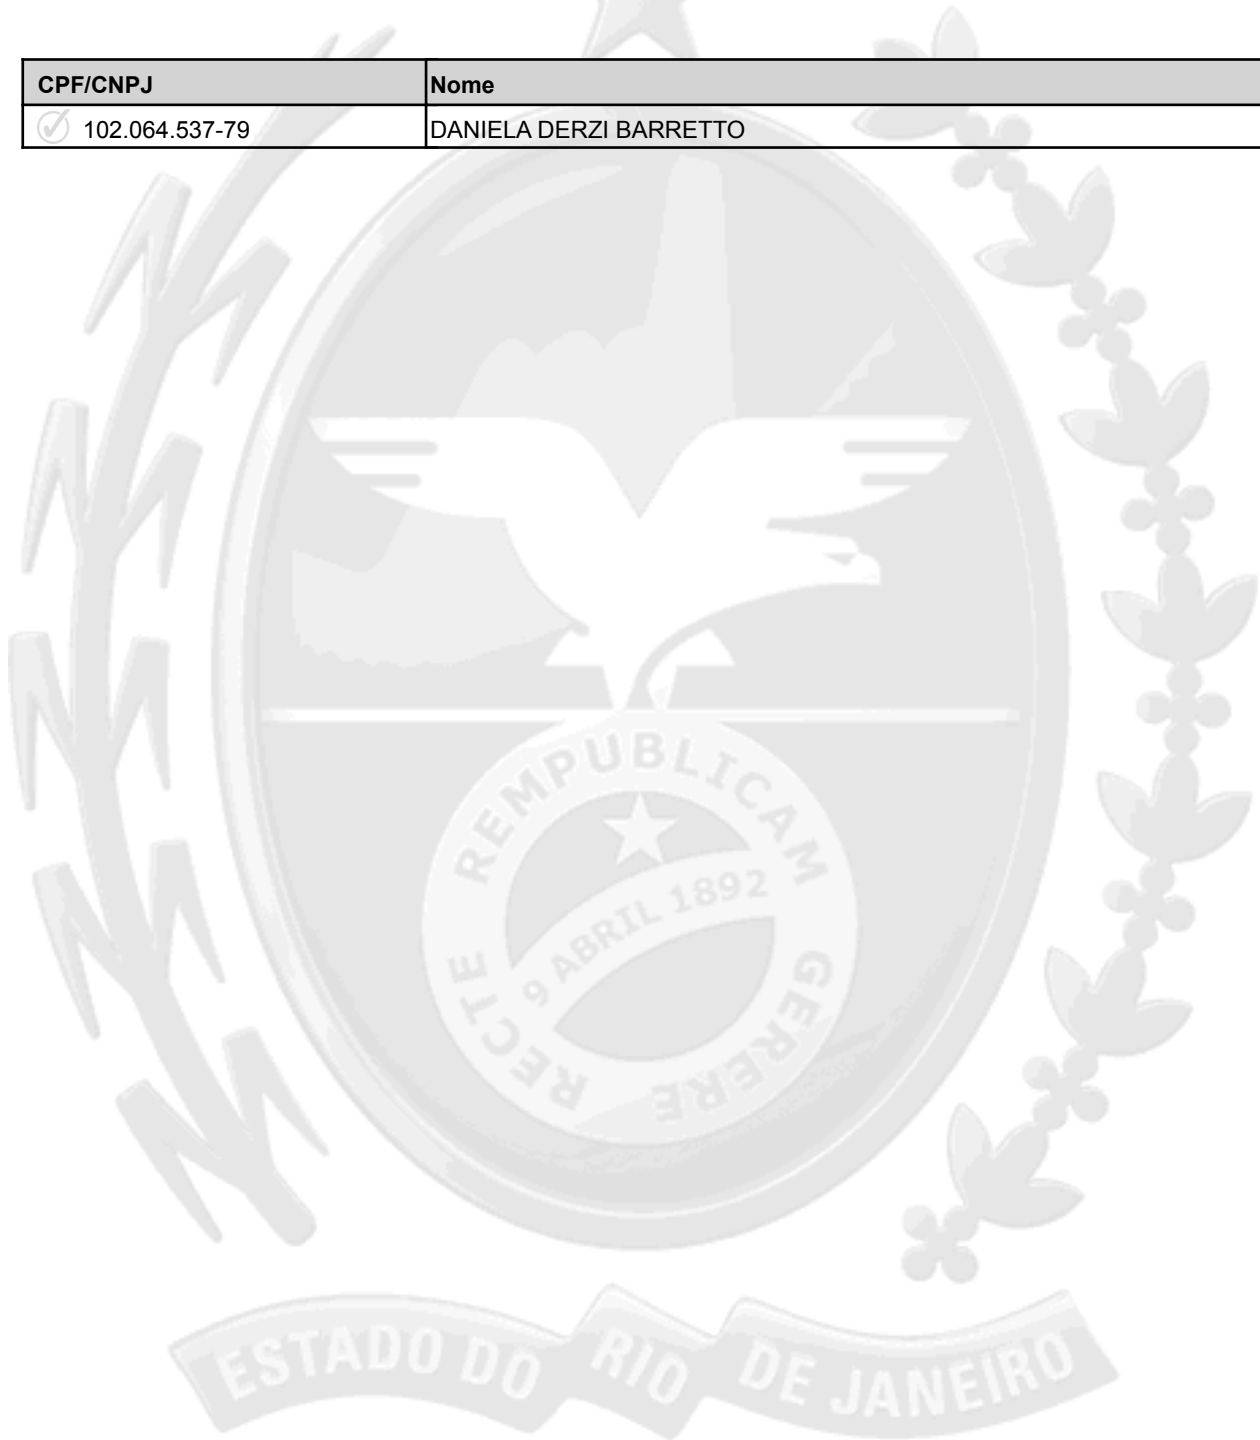 CPF/CNPJ Nome
102.064.537-79 DANIELA DERZI BARRETTO
RECTE REMPUBLICAM GERERE
9 ABRIL 1892
ESTADO DO RIO DE JANEIRO